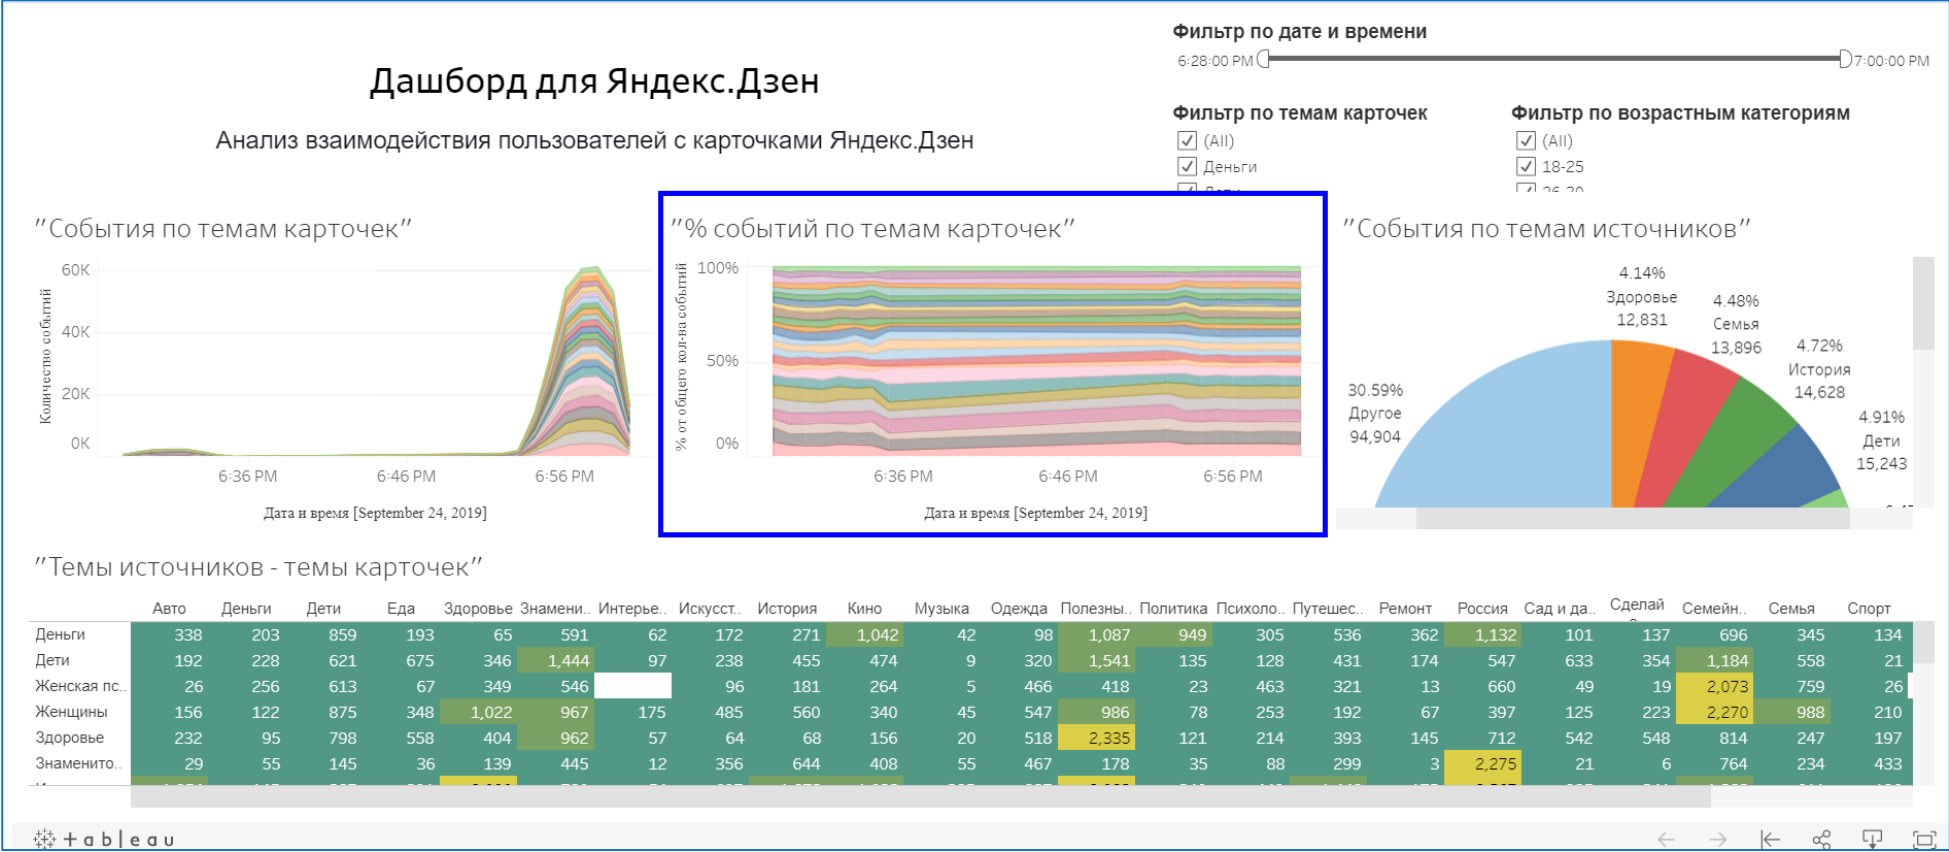 Фильтр по дате и времени
6:28:00 PM 7:00:00 PM
Дашборд для Яндекс.Дзен
Анализ взаимодействия пользователей с карточками Яндекс.Дзен
Фильтр по темам карточек
(All)
Деньги
Фильтр по возрастным категориям
(All)
18-25
26-30
"События по темам карточек"
Количество событий
60K
40K
20K
0K
6:36 PM 6:46 PM 6:56 PM
Дата и время [September 24, 2019]
"% событий по темам карточек"
% от общего кол-ва событий
100%
50%
0%
6:36 PM 6:46 PM 6:56 PM
Дата и время [September 24, 2019]
"События по темам источников"
4.14%
Здоровье
12,831
4.48%
Семья
13,896
4.72%
История
14,628
4.91%
Дети
15,243
30.59%
Другое
94,904
"Темы источников - темы карточек"
Авто Деньги Дети Еда Здоровье Знамени.. Интерье.. Искусст.. История Кино Музыка Одежда Полезны.. Политика Психоло.. Путешес.. Ремонт Россия Сад и да.. Сделай Семейн.. Семья Спорт
Деньги 338 203 859 193 65 591 62 172 271 1,042 42 98 1,087 949 305 536 362 1,132 101 137 696 345 134
Дети 192 228 621 675 346 1,444 97 238 455 474 9 320 1,541 135 128 431 174 547 633 354 1,184 558 21
Женская пс.. 26 256 613 67 349 546 96 181 264 5 466 418 23 463 321 13 660 49 19 2,073 759 26
Женщины 156 122 875 348 1,022 967 175 485 560 340 45 547 986 78 253 192 67 397 125 223 2,270 988 210
Здоровье 232 95 798 558 404 962 57 64 68 156 20 518 2,335 121 214 393 145 712 542 548 814 247 197
Знаменито.. 29 55 145 36 139 445 12 356 644 408 55 467 178 35 88 299 3 2,275 21 6 764 234 433
+ableau